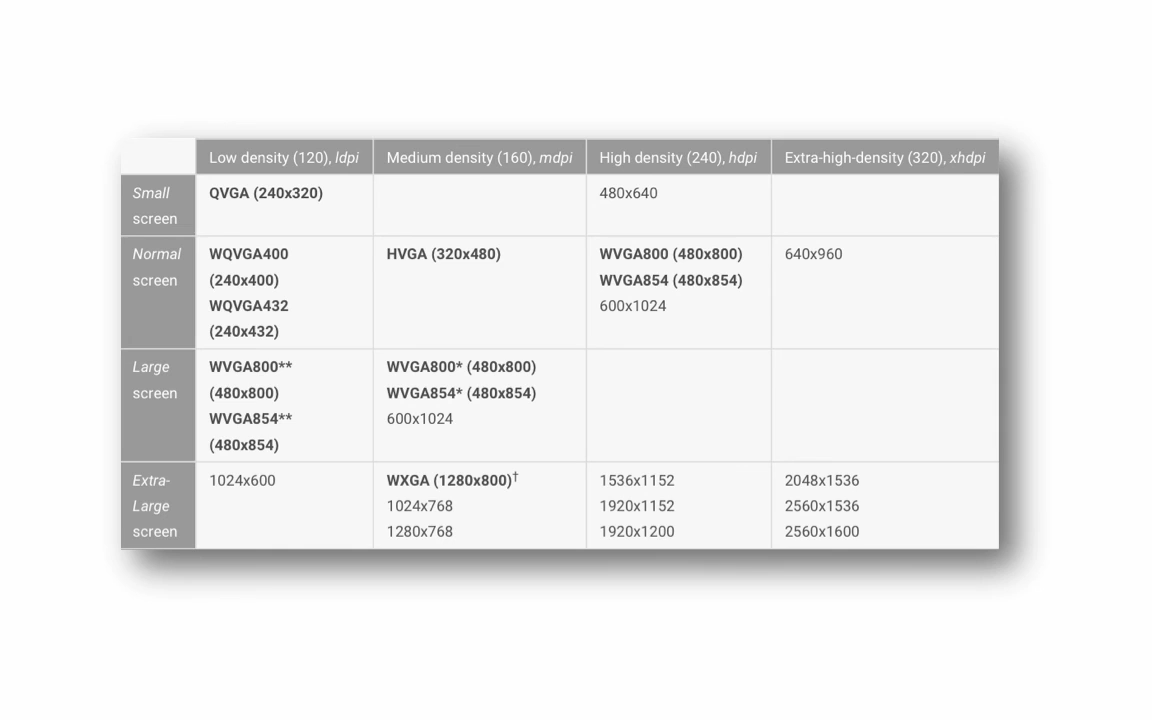 Low density (120), ldpi Medium density (160), mdpi High density (240), hdpi Extra-high-density (320), xhdpi
Small QVGA (240x320) 480x640
screen
Normal WQVGA400 HVGA (320x480) WVGA800 (480x800) 640x960
screen (240x400) WVGA854 (480x854)
WQVGA432 600x1024
(240x432)
Large WVGA800** WVGA800* (480x800)
screen (480x800) WVGA854* (480x854)
WVGA854** 600x1024
(480x854)
Extra- 1024x600 WXGA (1280x800)† 1536x1152 2048x1536
Large 1024x768 1920x1152 2560x1536
screen 1280x768 1920x1200 2560x1600